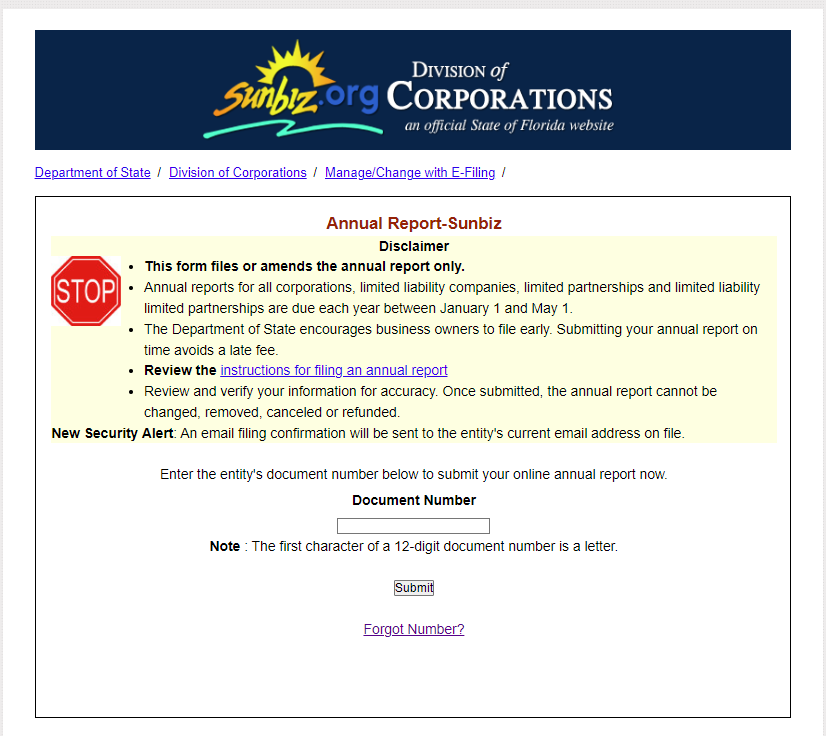 Sunbiz.org
Division of
Corporations
an official State of Florida website
Department of State / Division of Corporations / Manage/Change with E-Filing /
Annual Report-Sunbiz
Disclaimer
STOP
• This form files or amends the annual report only.
• Annual reports for all corporations, limited liability companies, limited partnerships and limited liability
limited partnerships are due each year between January 1 and May 1.
• The Department of State encourages business owners to file early. Submitting your annual report on
time avoids a late fee.
• Review the instructions for filing an annual report
• Review and verify your information for accuracy. Once submitted, the annual report cannot be
changed, removed, canceled or refunded.
New Security Alert: An email filing confirmation will be sent to the entity's current email address on file.
Enter the entity's document number below to submit your online annual report now.
Document Number
Note : The first character of a 12-digit document number is a letter.
Submit
Forgot Number?